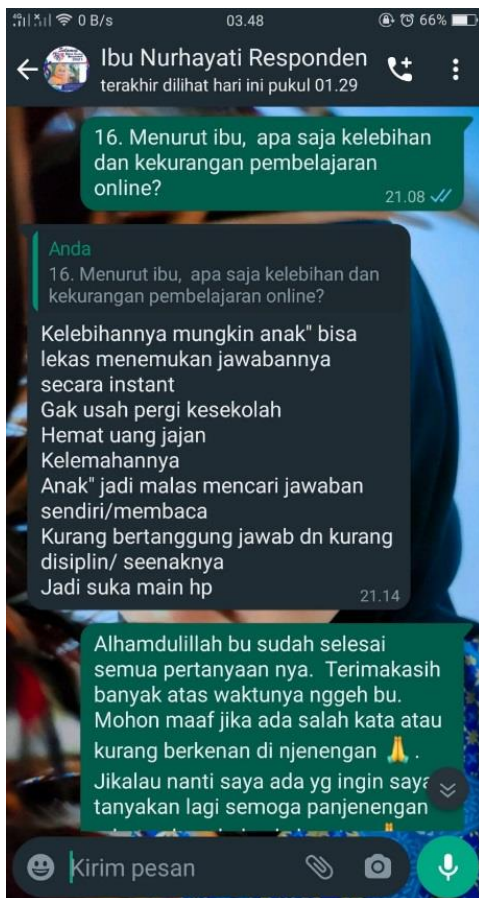 0 B/s
03.48
66%
Ibu Nurhayati Responden
terakhir dilihat hari ini pukul 01.29
16. Menurut ibu,  apa saja kelebihan
dan kekurangan pembelajaran
online?
21.08
Anda
16. Menurut ibu,  apa saja kelebihan dan
kekurangan pembelajaran online?
Kelebihannya mungkin anak" bisa
lekas menemukan jawabannya
secara instant
Gak usah pergi kesekolah
Hemat uang jajan
Kelemahannya
Anak" jadi malas mencari jawaban
sendiri/membaca
Kurang bertanggung jawab dn kurang
disiplin/ seenaknya
Jadi suka main hp
21.14
Alhamdulillah bu sudah selesai
semua pertanyaan nya.  Terimakasih
banyak atas waktunya nggeh bu.
Mohon maaf jika ada salah kata atau
kurang berkenan di njenengan 🙏 .
Jikalau nanti saya ada yg ingin saya
tanyakan lagi semoga panjenengan
Kirim pesan